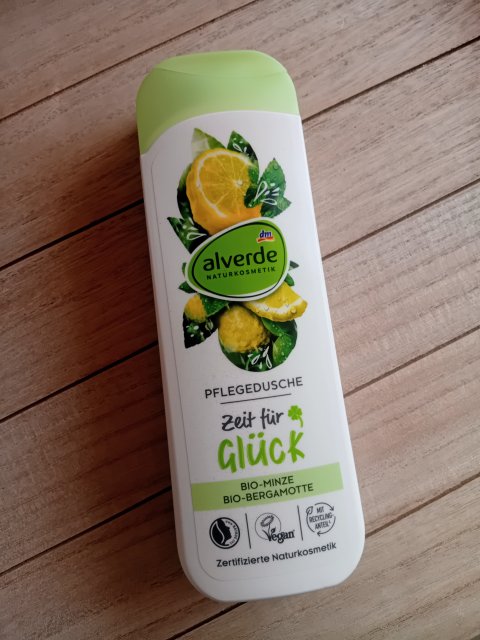 dm
alverde
NATURKOSMETIK
PFLEGEDUSCHE
Zeit für
Glück
BIO-MINZE
BIO-BERGAMOTTE
Vegan
MIT
RECYCLING-
ANTEIL
Zertifizierte Naturkosmetik